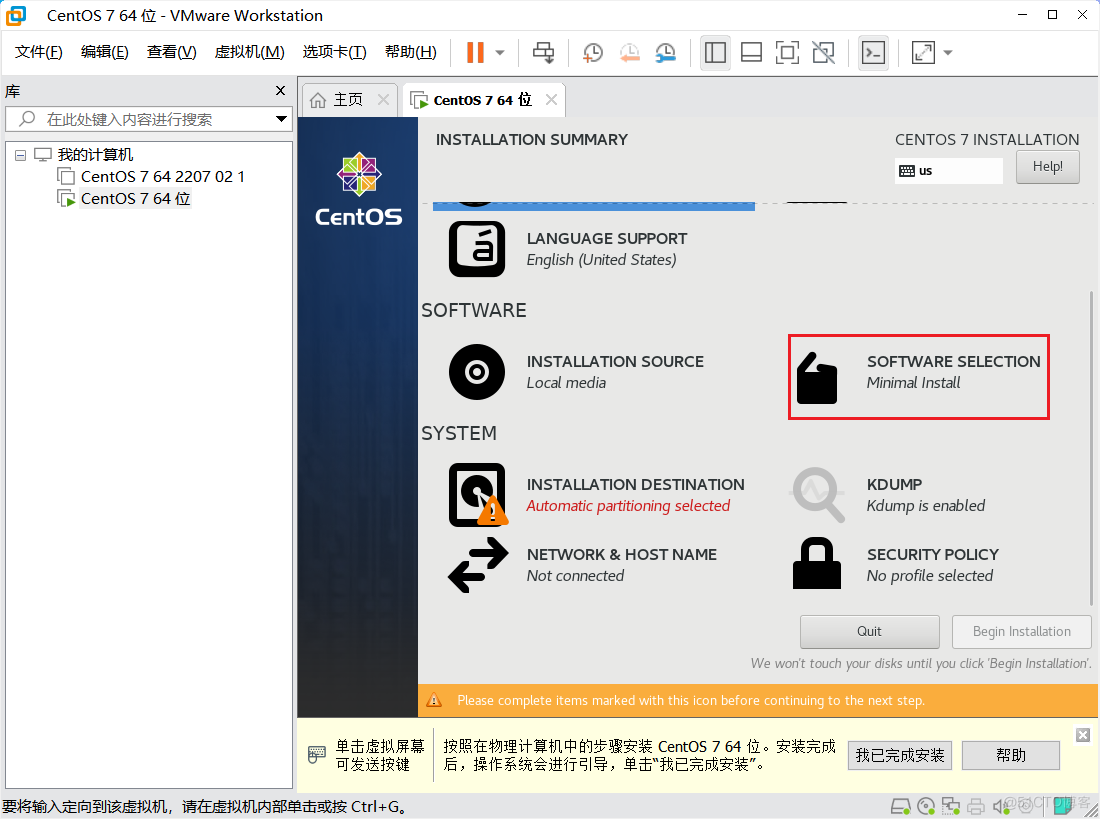 CentOS 7 64 位 - VMware Workstation
文件(F) 编辑(E) 查看(V) 虚拟机(M) 选项卡(T) 帮助(H)
库
在此处键入内容进行搜索
我的计算机
CentOS 7 64 2207 02 1
CentOS 7 64 位
主页 CentOS 7 64 位
CentOS
INSTALLATION SUMMARY
CENTOS 7 INSTALLATION
us
Help!
LANGUAGE SUPPORT
English (United States)
SOFTWARE
INSTALLATION SOURCE
Local media
SOFTWARE SELECTION
Minimal Install
SYSTEM
INSTALLATION DESTINATION
Automatic partitioning selected
KDUMP
Kdump is enabled
NETWORK & HOST NAME
Not connected
SECURITY POLICY
No profile selected
Quit Begin Installation
We won't touch your disks until you click 'Begin Installation'.
Please complete items marked with this icon before continuing to the next step.
单击虚拟屏幕
可发送按键
按照在物理计算机中的步骤安装 CentOS 7 64 位。安装完成
后，操作系统会进行引导，单击“我已完成安装”。
我已完成安装 帮助
要将输入定向到该虚拟机，请在虚拟机内部单击或按 Ctrl+G。